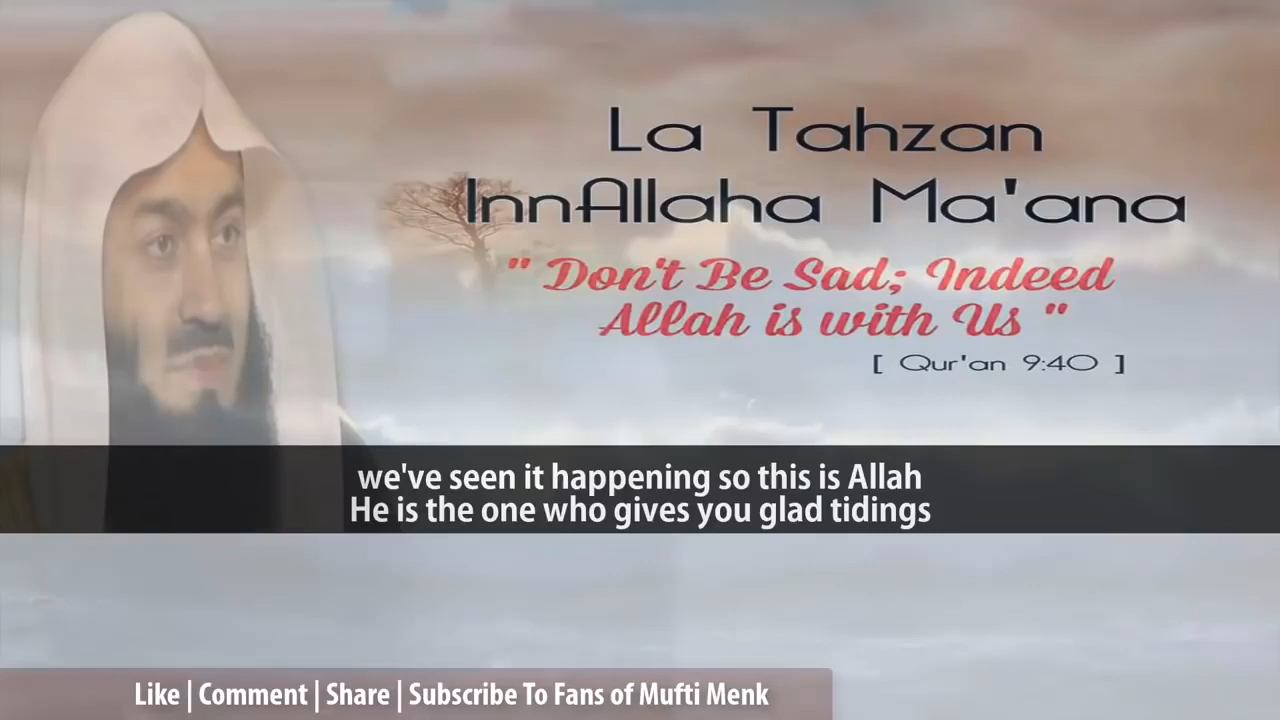 La Tahzan
InnAllaha Ma'ana
" Don't Be Sad; Indeed
Allah is with Us "
[ Qur'an 9:40 ]
we've seen it happening so this is Allah
He is the one who gives you glad tidings
Like | Comment | Share | Subscribe To Fans of Mufti Menk